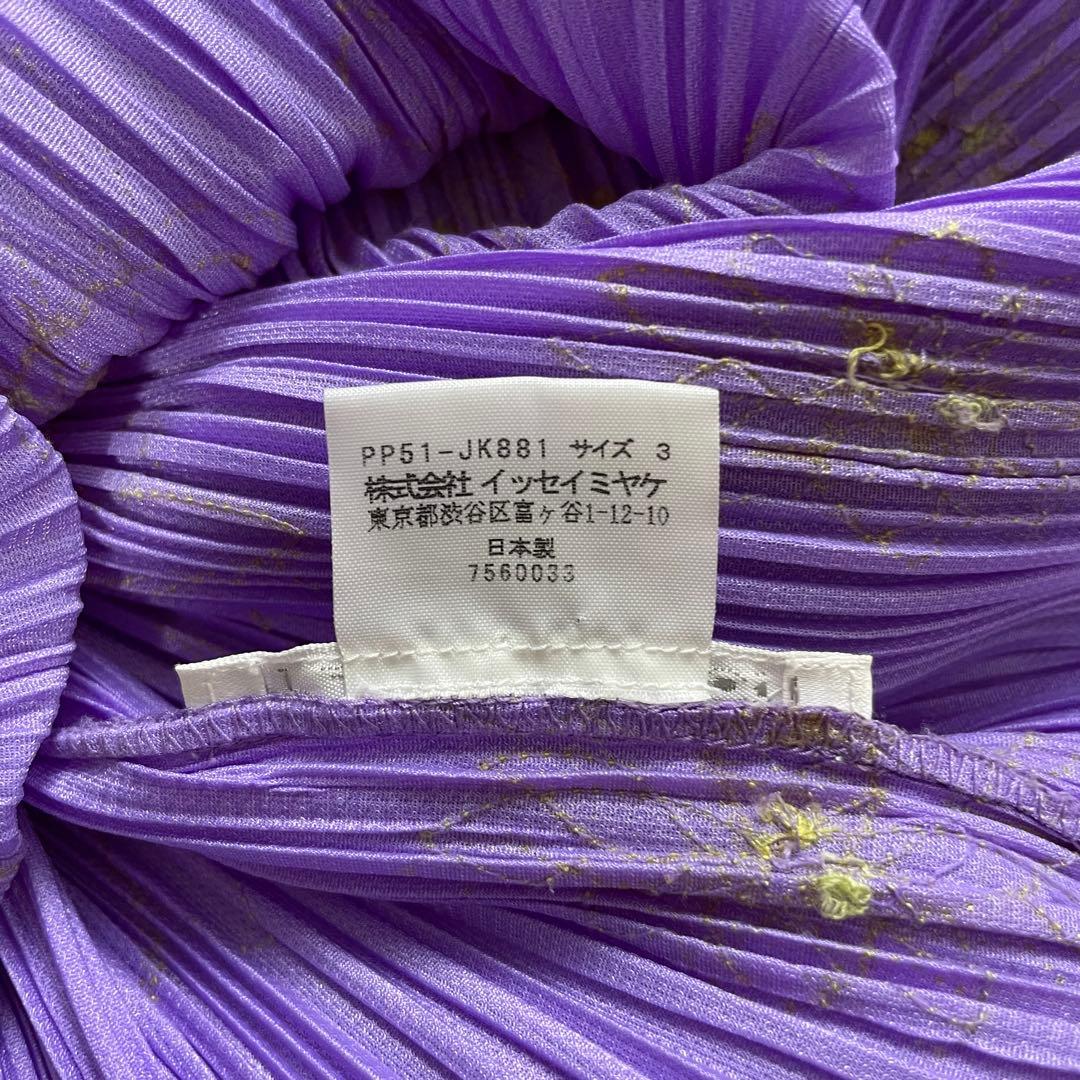 PP51-JK881 サイズ 3
株式会社 イッセイミヤケ
東京都渋谷区富ヶ谷1-12-10
日本製
7560033